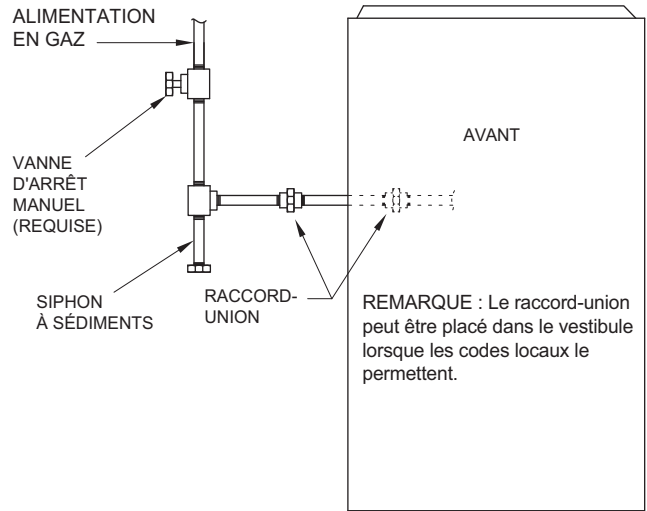 ALIMENTATION
EN GAZ
VANNE
D'ARRÊT
MANUEL
(REQUISE)
SIPHON
À SÉDIMENTS
RACCORD-
UNION
AVANT
REMARQUE : Le raccord-union
peut être placé dans le vestibule
lorsque les codes locaux le
permettent.